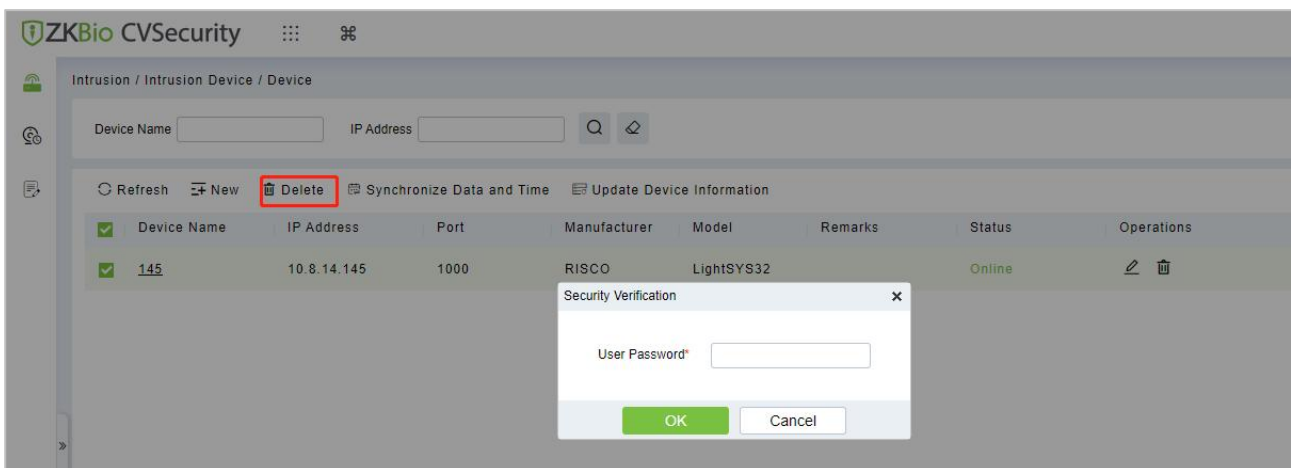 ZKBio CVSecurity
Intrusion / Intrusion Device / Device
Device Name IP Address
Refresh New Delete Synchronize Data and Time Update Device Information
Device Name IP Address Port Manufacturer Model Remarks Status Operations
145 10.8.14.145 1000 RISCO LightSYS32 Online
Security Verification
User Password*
OK Cancel